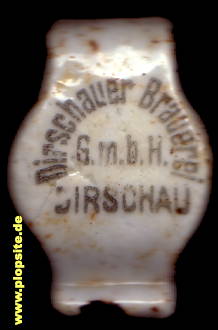 Dirschauer Brauerei
G.m.b.H.
DIRSCHAU
www.plopsite.de